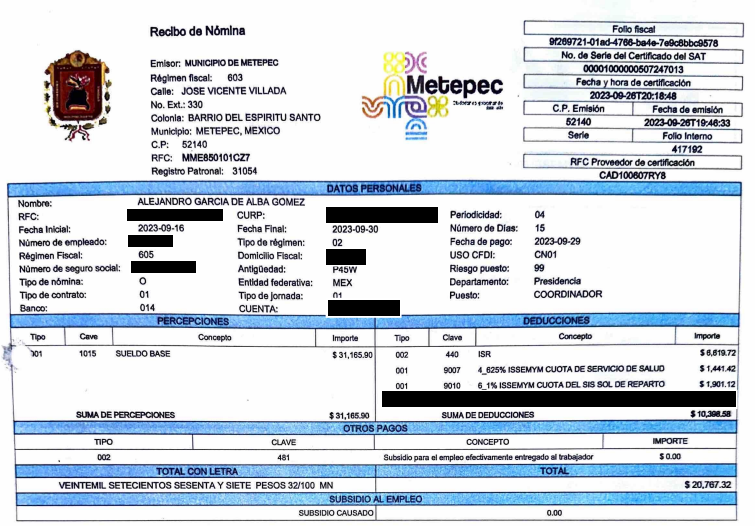 Recibo de Nómina
Emisor: MUNICIPIO DE METEPEC
Régimen fiscal: 603
Calle: JOSE VICENTE VILLADA
No. Ext.: 330
Colonia: BARRIO DEL ESPIRITU SANTO
Municipio: METEPEC, MEXICO
C.P: 52140
RFC: MME850101CZ7
Registro Patronal: 31054
Metepec
Folio fiscal
9f269721-01ad-4766-ba4e-7e9c8bbc9578
No. de Serie del Certificado del SAT
00001000000507247013
Fecha y hora de certificación
2023-09-26T20:18:48
C.P. Emisión Fecha de emisión
52140 2023-09-26T19:46:33
Serie Folio Interno
417192
RFC Proveedor de certificación
CAD100607RY8
DATOS PERSONALES
Nombre: ALEJANDRO GARCIA DE ALBA GOMEZ
RFC: CURP: Periodicidad: 04
Fecha Inicial: 2023-09-16 Fecha Final: 2023-09-30 Número de Días: 15
Número de empleado: Tipo de régimen: 02 Fecha de pago: 2023-09-29
Régimen Fiscal: 605 Domicilio Fiscal: USO CFDI: CN01
Número de seguro social: Antigüedad: P45W Riesgo puesto: 99
Tipo de nómina: O Entidad federativa: MEX Departamento: Presidencia
Tipo de contrato: 01 Tipo de jornada: 01 Puesto: COORDINADOR
Banco: 014 CUENTA:
PERCEPCIONES DEDUCCIONES
Tipo Cave Concepto Importe Tipo Clave Concepto Importe
001 1015 SUELDO BASE $ 31,165.90 002 440 ISR $ 6,619.72
001 9007 4_625% ISSEMYM CUOTA DE SERVICIO DE SALUD $ 1,441.42
001 9010 6_1% ISSEMYM CUOTA DEL SIS SOL DE REPARTO $ 1,901.12
SUMA DE PERCEPCIONES $ 31,165.90 SUMA DE DEDUCCIONES $ 10,398.58
OTROS PAGOS
TIPO CLAVE CONCEPTO IMPORTE
002 481 Subsidio para el empleo efectivamente entregado al trabajador $ 0.00
TOTAL CON LETRA TOTAL
VEINTEMIL SETECIENTOS SESENTA Y SIETE PESOS 32/100 MN $ 20,767.32
SUBSIDIO AL EMPLEO
SUBSIDIO CAUSADO 0.00